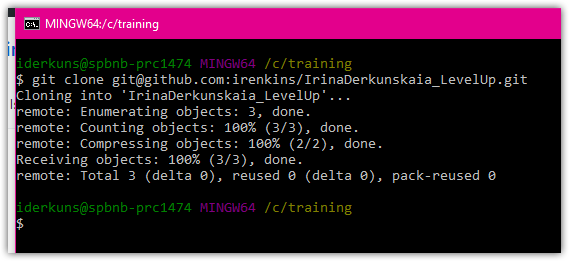 MINGW64:/c/training
iderkuns@spbnb-prc1474 MINGW64 /c/training
$ git clone git@github.com:irenkins/IrinaDerkunskaia_LevelUp.git
Cloning into 'IrinaDerkunskaia_LevelUp'...
remote: Enumerating objects: 3, done.
remote: Counting objects: 100% (3/3), done.
remote: Compressing objects: 100% (2/2), done.
Receiving objects: 100% (3/3), done.
remote: Total 3 (delta 0), reused 0 (delta 0), pack-reused 0
iderkuns@spbnb-prc1474 MINGW64 /c/training
$